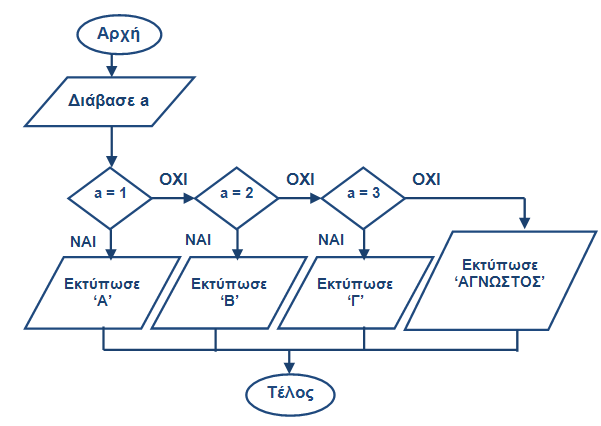 Αρχή
Διάβασε a
a = 1
ΟΧΙ
a = 2
ΟΧΙ
a = 3
ΟΧΙ
ΝΑΙ
ΝΑΙ
ΝΑΙ
Εκτύπωσε
‘Α’
Εκτύπωσε
‘Β’
Εκτύπωσε
‘Γ’
Εκτύπωσε
‘ΑΓΝΩΣΤΟΣ’
Τέλος